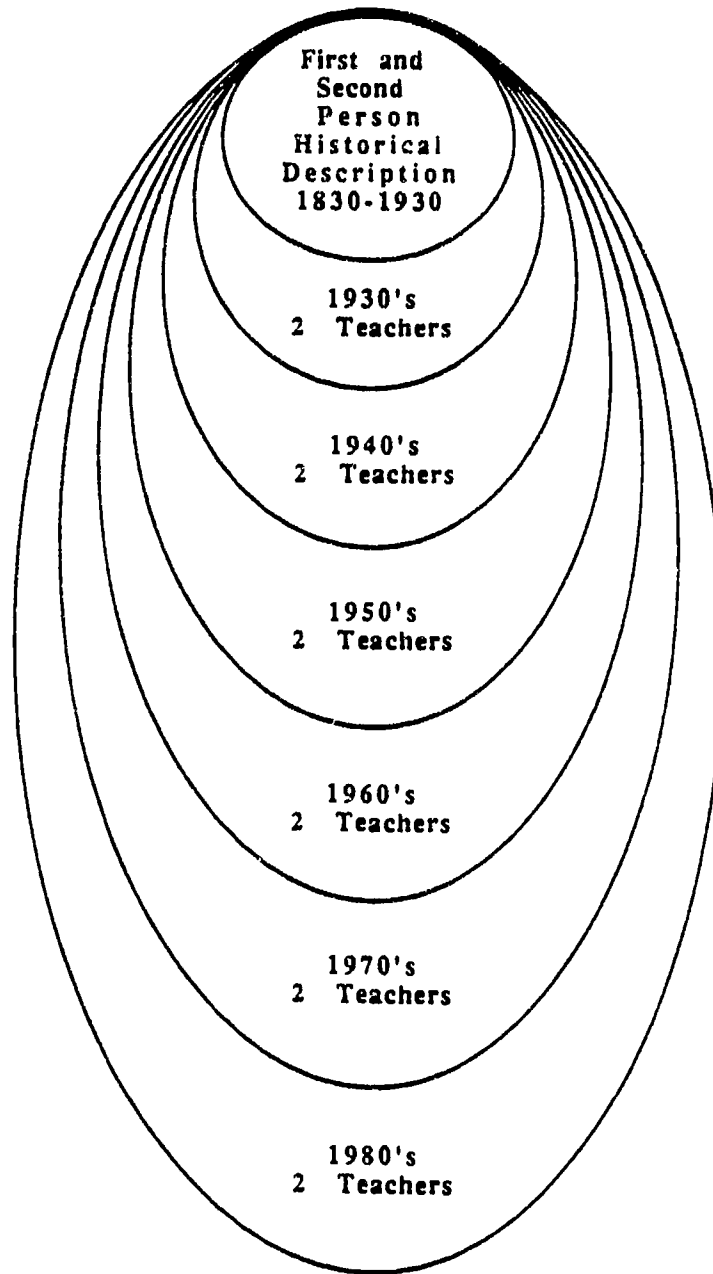 First and
Second
Person
Historical
Description
1830-1930
1930's
2 Teachers
1940's
2 Teachers
1950's
2 Teachers
1960's
2 Teachers
1970's
2 Teachers
1980's
2 Teachers